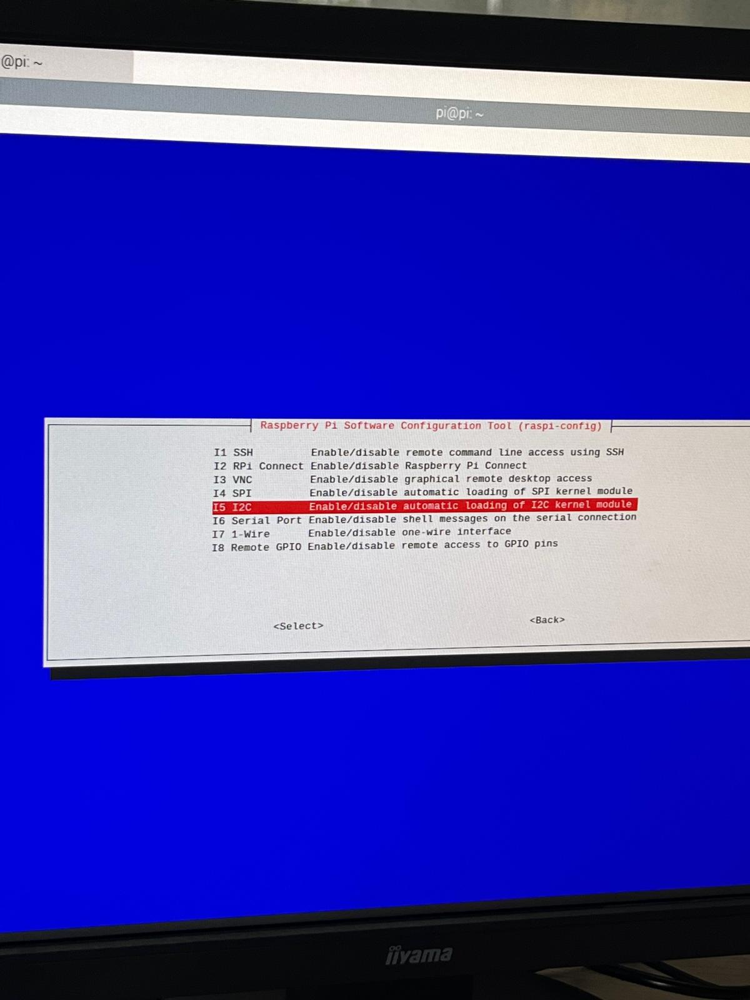 @pi: ~
pi@pi: ~
Raspberry Pi Software Configuration Tool (raspi-config)
I1 SSH Enable/disable remote command line access using SSH
I2 RPi Connect Enable/disable Raspberry Pi Connect
I3 VNC Enable/disable graphical remote desktop access
I4 SPI Enable/disable automatic loading of SPI kernel module
I5 I2C Enable/disable automatic loading of I2C kernel module
I6 Serial Port Enable/disable shell messages on the serial connection
I7 1-Wire Enable/disable one-wire interface
I8 Remote GPIO Enable/disable remote access to GPIO pins
<Select> <Back>
iiyama